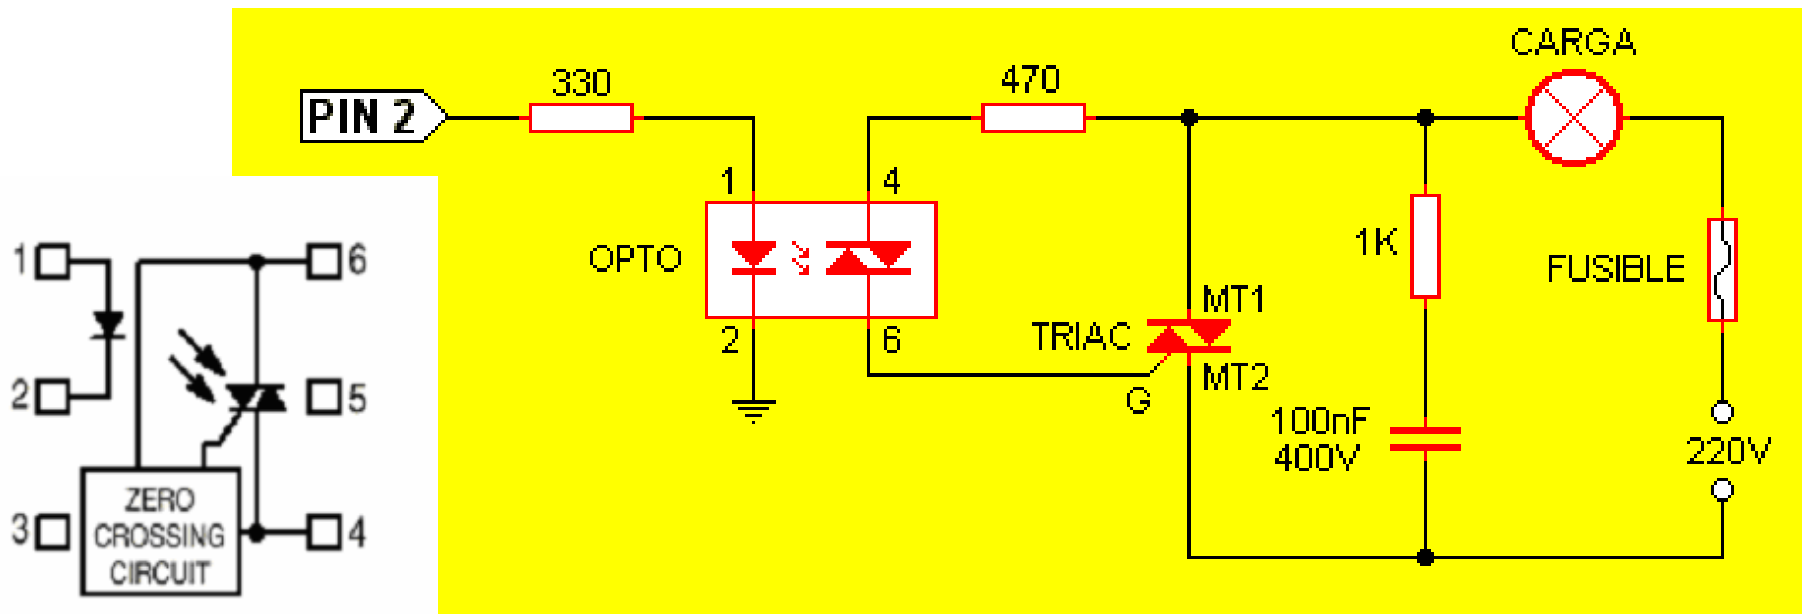 CARGA
330
470
PIN 2
1
4
OPTO
2
6
TRIAC
MT1
MT2
G
1K
100nF
400V
FUSIBLE
220V
1
6
2
5
3
4
ZERO
CROSSING
CIRCUIT